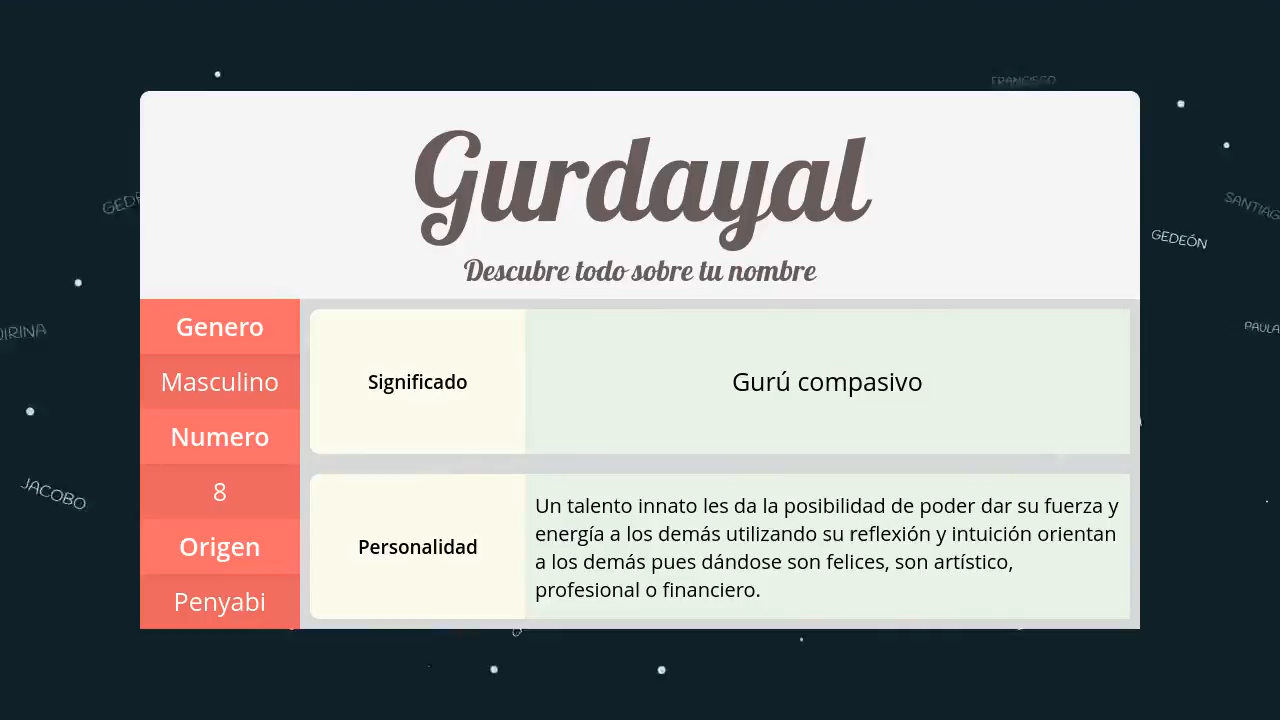 FRANCISCO
Gurdayal
Descubre todo sobre tu nombre
SANTIAG
GEDEÓN
PAULA
JACOBO
Genero
Masculino
Numero
8
Origen
Penyabi
Significado
Gurú compasivo
Personalidad
Un talento innato les da la posibilidad de poder dar su fuerza y
energía a los demás utilizando su reflexión y intuición orientan
a los demás pues dándose son felices, son artístico,
profesional o financiero.